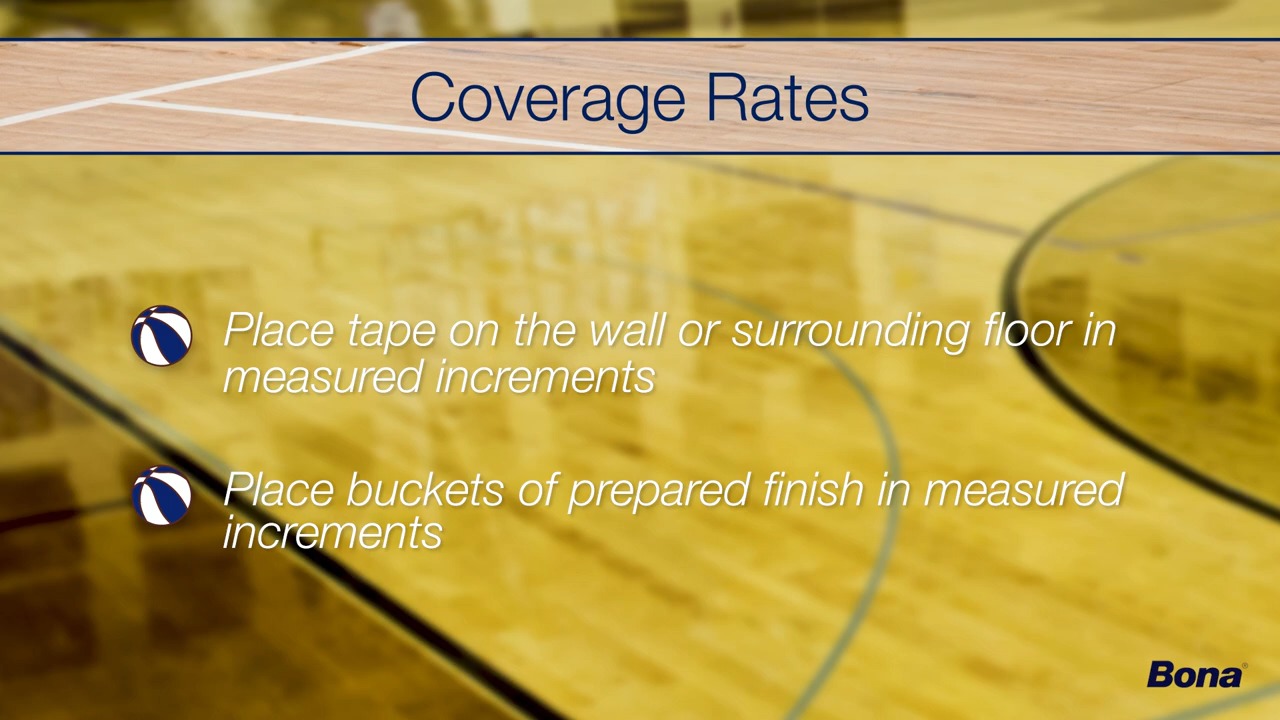 Coverage Rates
Place tape on the wall or surrounding floor in
measured increments
Place buckets of prepared finish in measured
increments
Bona®